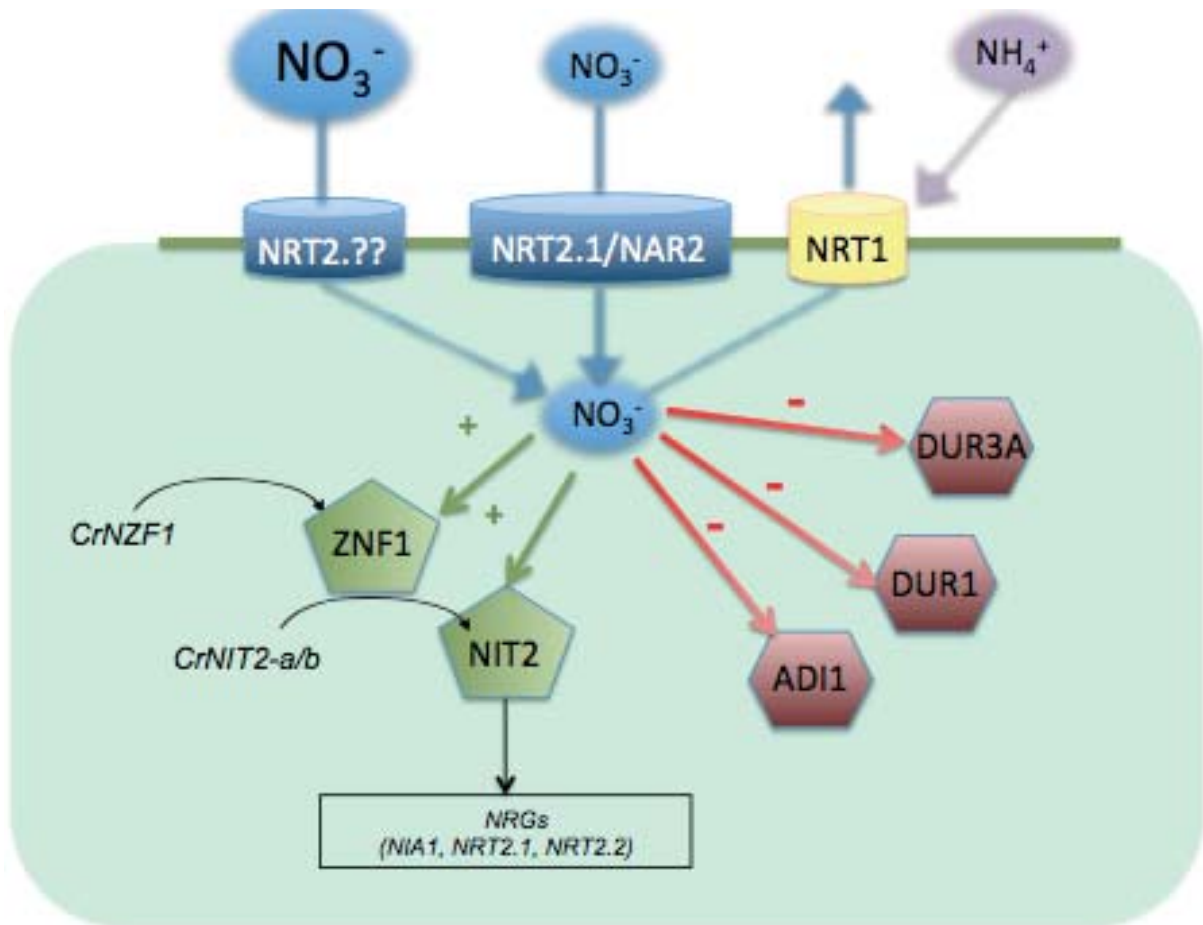 NO₃⁻
NO₃⁻
NH₄⁺
NRT2.??
NRT2.1/NAR2
NRT1
NO₃⁻
+
+
-
-
-
DUR3A
CrNZF1
ZNF1
DUR1
CrNIT2-a/b
NIT2
ADI1
NRGs
(NIA1, NRT2.1, NRT2.2)